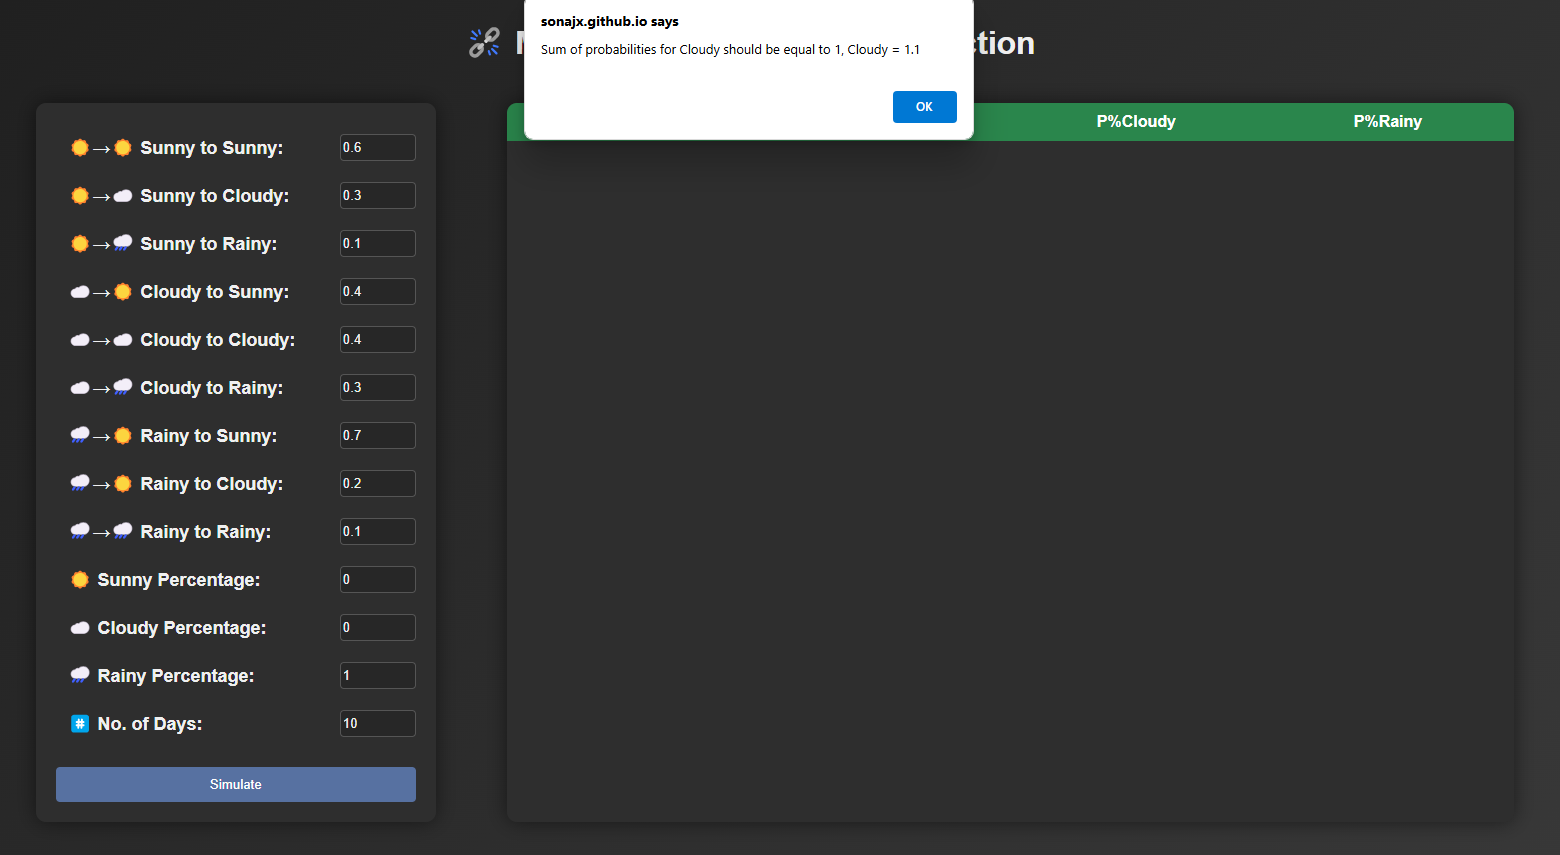 sonajx.github.io says
Sum of probabilities for Cloudy should be equal to 1, Cloudy = 1.1
OK
P%Cloudy P%Rainy
Sunny to Sunny: 0.6
Sunny to Cloudy: 0.3
Sunny to Rainy: 0.1
Cloudy to Sunny: 0.4
Cloudy to Cloudy: 0.4
Cloudy to Rainy: 0.3
Rainy to Sunny: 0.7
Rainy to Cloudy: 0.2
Rainy to Rainy: 0.1
Sunny Percentage: 0
Cloudy Percentage: 0
Rainy Percentage: 1
# No. of Days: 10
Simulate